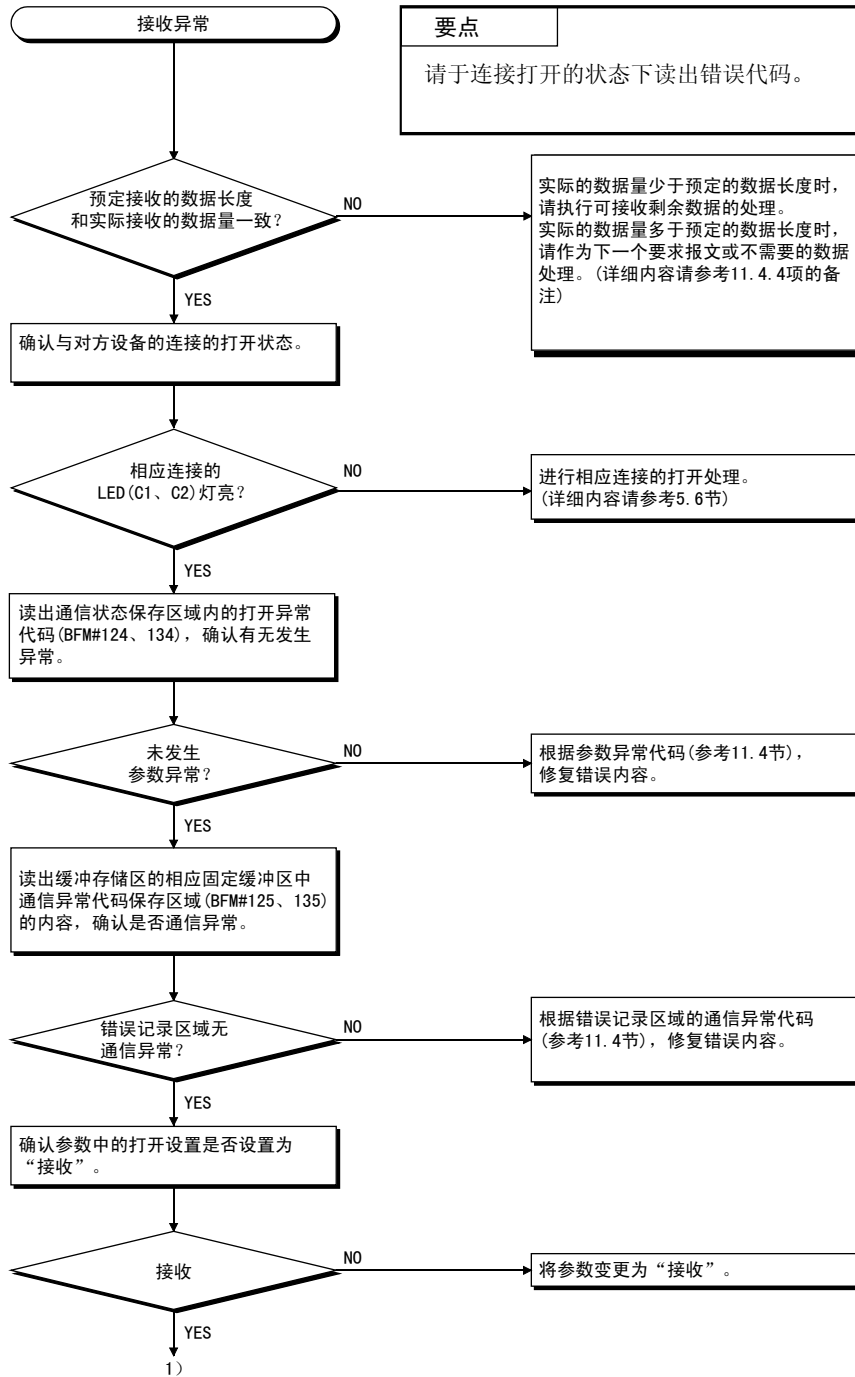 接收异常
要点
请于连接打开的状态下读出错误代码。
预定接收的数据长度
和实际接收的数据量一致？
NO
实际的数据量少于预定的数据长度时，
请执行可接收剩余数据的处理。
实际的数据量多于预定的数据长度时，
请作为下一个要求报文或不需要的数据
处理。(详细内容请参考11.4.4项的备
注)
YES
确认与对方设备的连接的打开状态。
相应连接的
LED(C1、C2)灯亮？
NO
进行相应连接的打开处理。
(详细内容请参考5.6节)
YES
读出通信状态保存区域内的打开异常
代码(BFM#124、134)，确认有无发生
异常。
未发生
参数异常？
NO
根据参数异常代码(参考11.4节)，
修复错误内容。
YES
读出缓冲存储区的相应固定缓冲区中
通信异常代码保存区域(BFM#125、135)
的内容，确认是否通信异常。
错误记录区域无
通信异常？
NO
根据错误记录区域的通信异常代码
(参考11.4节)，修复错误内容。
YES
确认参数中的打开设置是否设置为
“接收”。
接收
NO
将参数变更为“接收”。
YES
1)